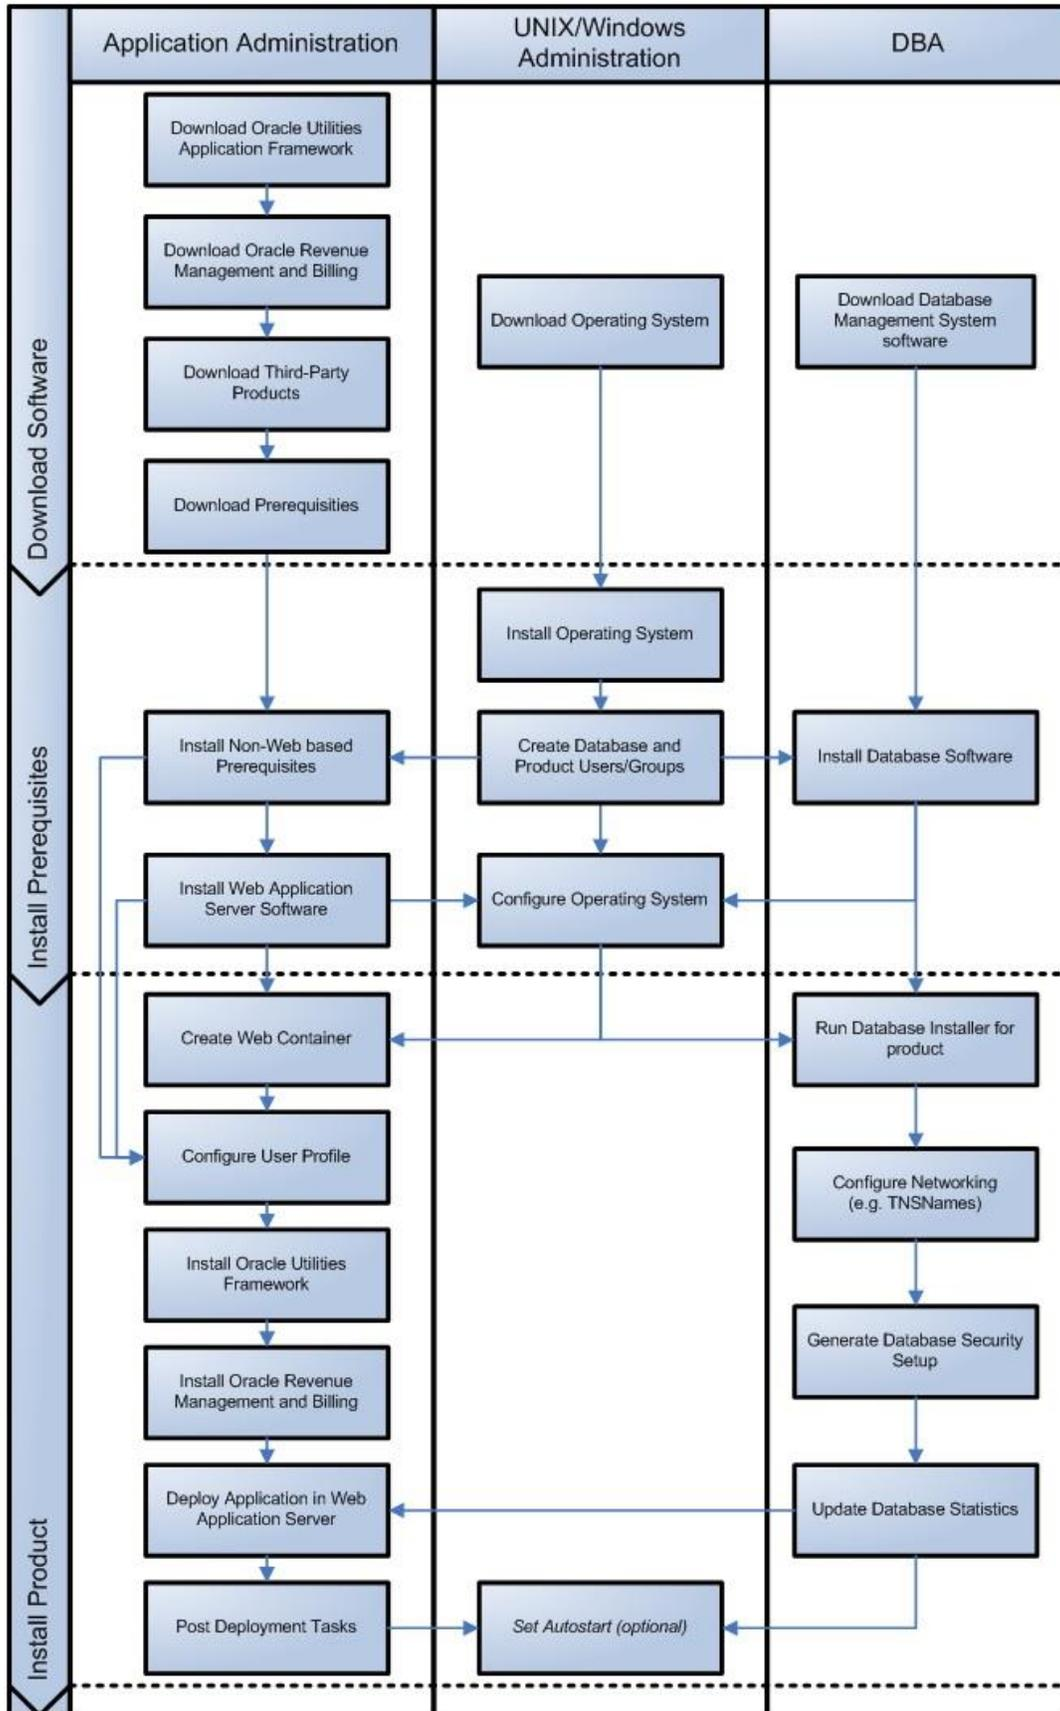 Application Administration
UNIX/Windows
Administration
DBA
Download Software
Download Oracle Utilities
Application Framework
Download Oracle Revenue
Management and Billing
Download Third-Party
Products
Download Prerequisities
Download Operating System
Download Database
Management System
software
Install Prerequisites
Install Operating System
Install Non-Web based
Prerequisites
Create Database and
Product Users/Groups
Install Database Software
Install Web Application
Server Software
Configure Operating System
Install Product
Create Web Container
Run Database Installer for
product
Configure User Profile
Configure Networking
(e.g. TNSNames)
Install Oracle Utilities
Framework
Generate Database Security
Setup
Install Oracle Revenue
Management and Billing
Deploy Application in Web
Application Server
Update Database Statistics
Post Deployment Tasks
Set Autostart (optional)